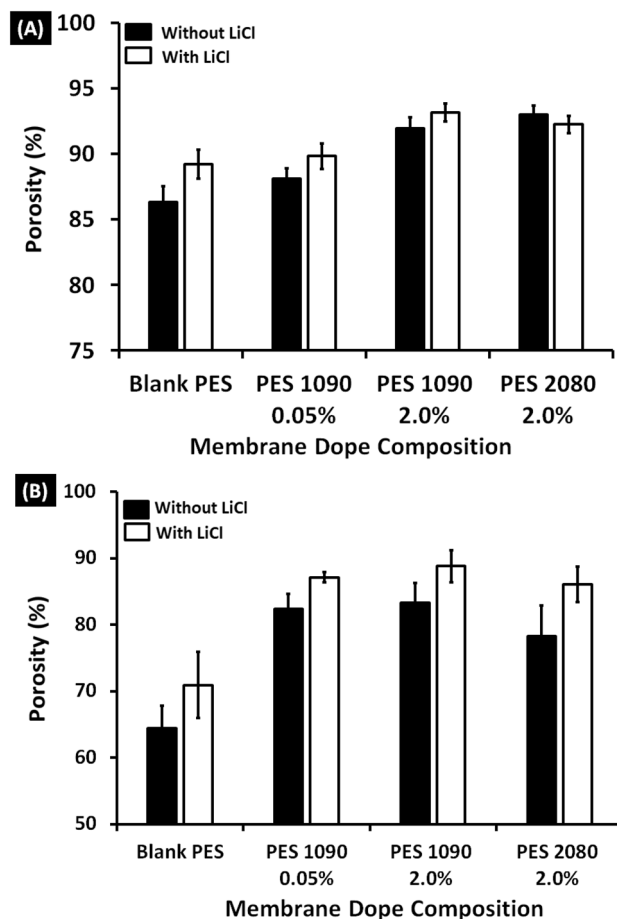 (A)
100
95
90
85
80
75
Porosity (%)
Without LiCl
With LiCl
Blank PES
PES 1090
0.05%
PES 1090
2.0%
PES 2080
2.0%
Membrane Dope Composition
(B)
100
90
80
70
60
50
Porosity (%)
Without LiCl
With LiCl
Blank PES
PES 1090
0.05%
PES 1090
2.0%
PES 2080
2.0%
Membrane Dope Composition